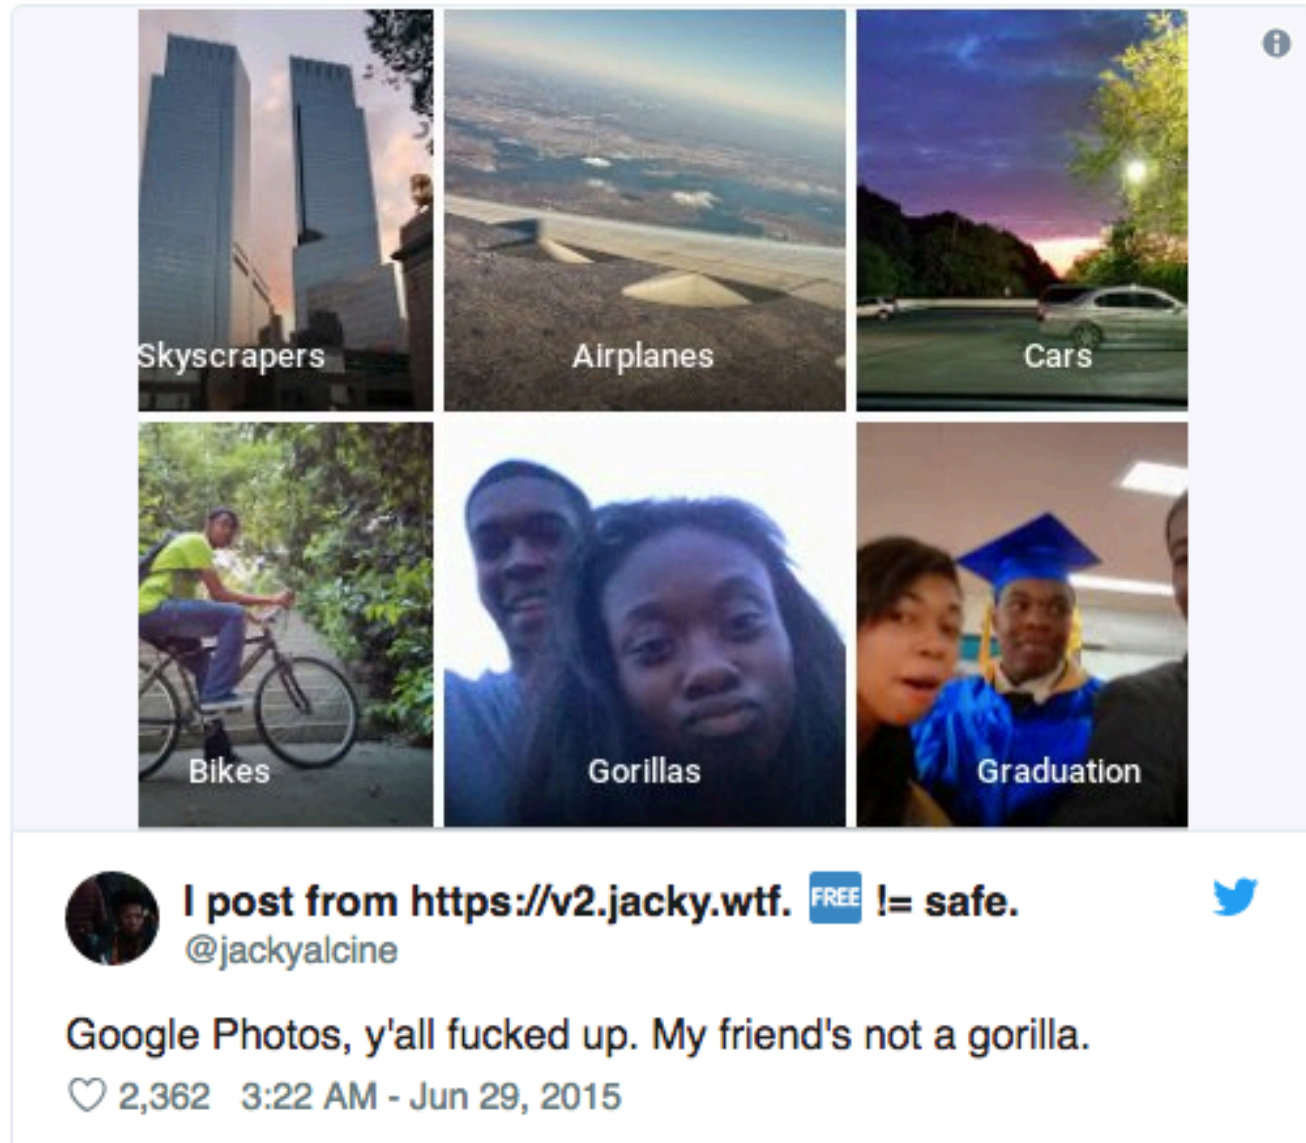 Skyscrapers
Airplanes
Cars
Bikes
Gorillas
Graduation
I post from https://v2.jacky.wtf. FREE != safe.
@jackyalcine
Google Photos, y'all fucked up. My friend's not a gorilla.
2,362 3:22 AM - Jun 29, 2015